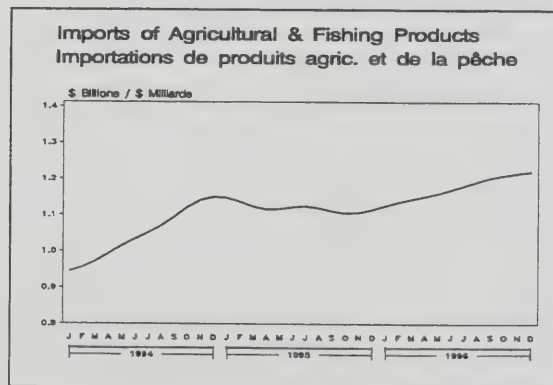 Imports of Agricultural & Fishing Products
Importations de produits agric. et de la pêche
$ Billions / $ Milliards
1.4
1.3
1.2
1.1
1.0
0.9
0.8
J F M A M J J A S O N D J F M A M J J A S O N D J F M A M J J A S O N D
1994 1995 1996